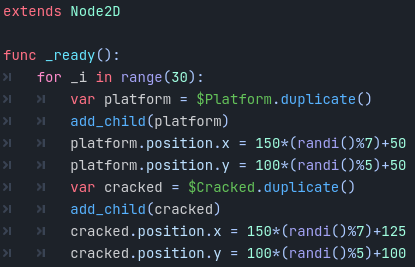 extends Node2D
func _ready():
for _i in range(30):
var platform = $Platform.duplicate()
add_child(platform)
platform.position.x = 150*(randi()%7)+50
platform.position.y = 100*(randi()%5)+50
var cracked = $Cracked.duplicate()
add_child(cracked)
cracked.position.x = 150*(randi()%7)+125
cracked.position.y = 100*(randi()%5)+100